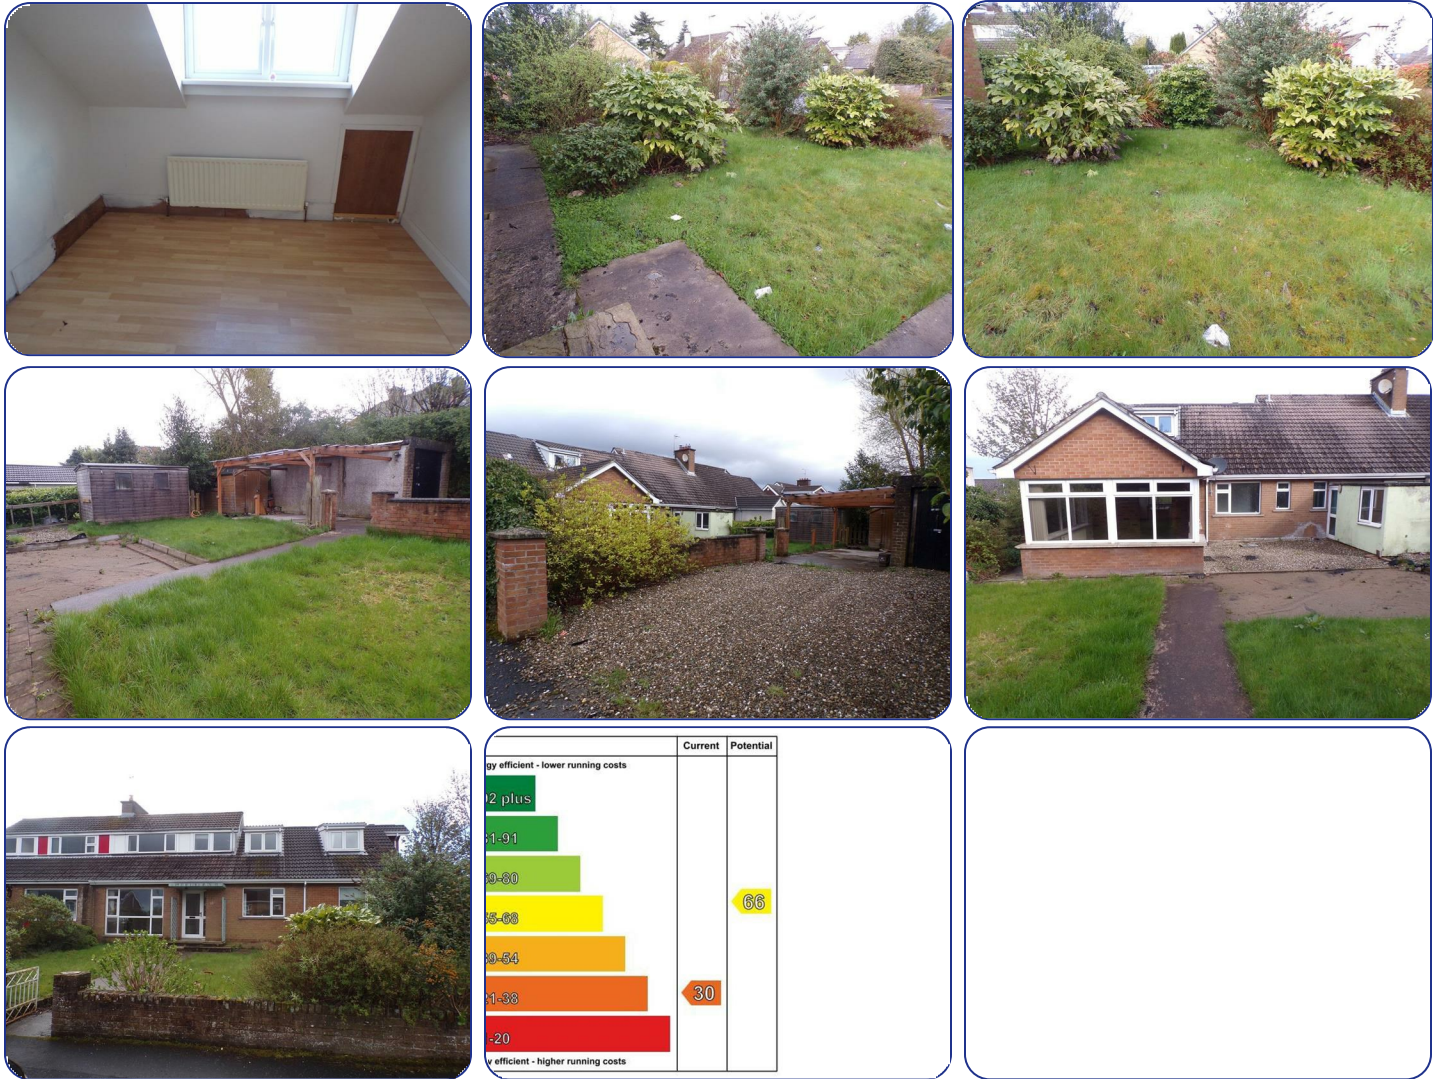 Current Potential
gy efficient - lower running costs
2 plus
1-91
9-80
5-68
66
9-54
1-38
30
-20
efficient - higher running costs